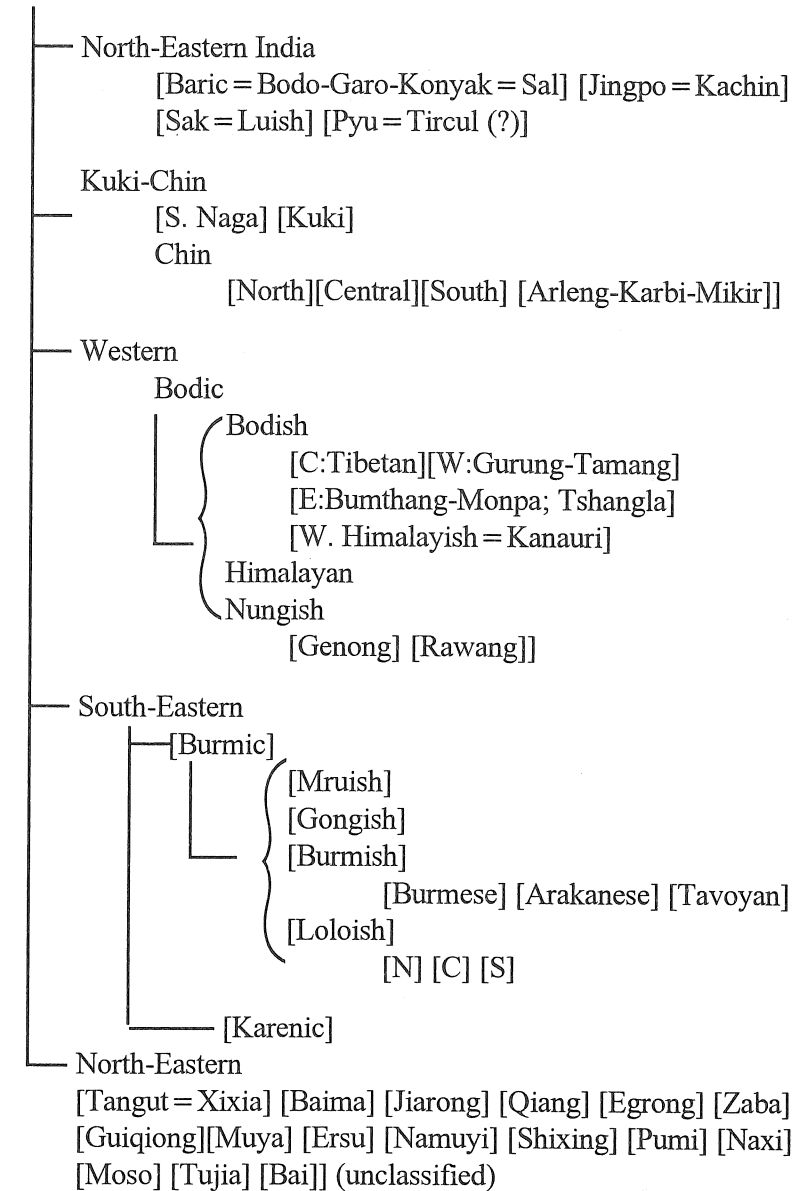 North-Eastern India
[Baric = Bodo-Garo-Konyak = Sal] [Jingpo = Kachin]
[Sak = Luish] [Pyu = Tircul (?)]
Kuki-Chin
[S. Naga] [Kuki]
Chin
[North][Central][South] [Arleng-Karbi-Mikir]]
Western
Bodic
Bodish
[C:Tibetan][W:Gurung-Tamang]
[E:Bumthang-Monpa; Tshangla]
[W. Himalayish = Kanauri]
Himalayan
Nungish
[Genong] [Rawang]]
South-Eastern
[Burmic]
[Mruish]
[Gongish]
[Burmish]
[Burmese] [Arakanese] [Tavoyan]
[Loloish]
[N] [C] [S]
[Karenic]
North-Eastern
[Tangut = Xixia] [Baima] [Jiarong] [Qiang] [Egrong] [Zaba]
[Guiqiong][Muya] [Ersu] [Namuyi] [Shixing] [Pumi] [Naxi]
[Moso] [Tujia] [Bai]] (unclassified)